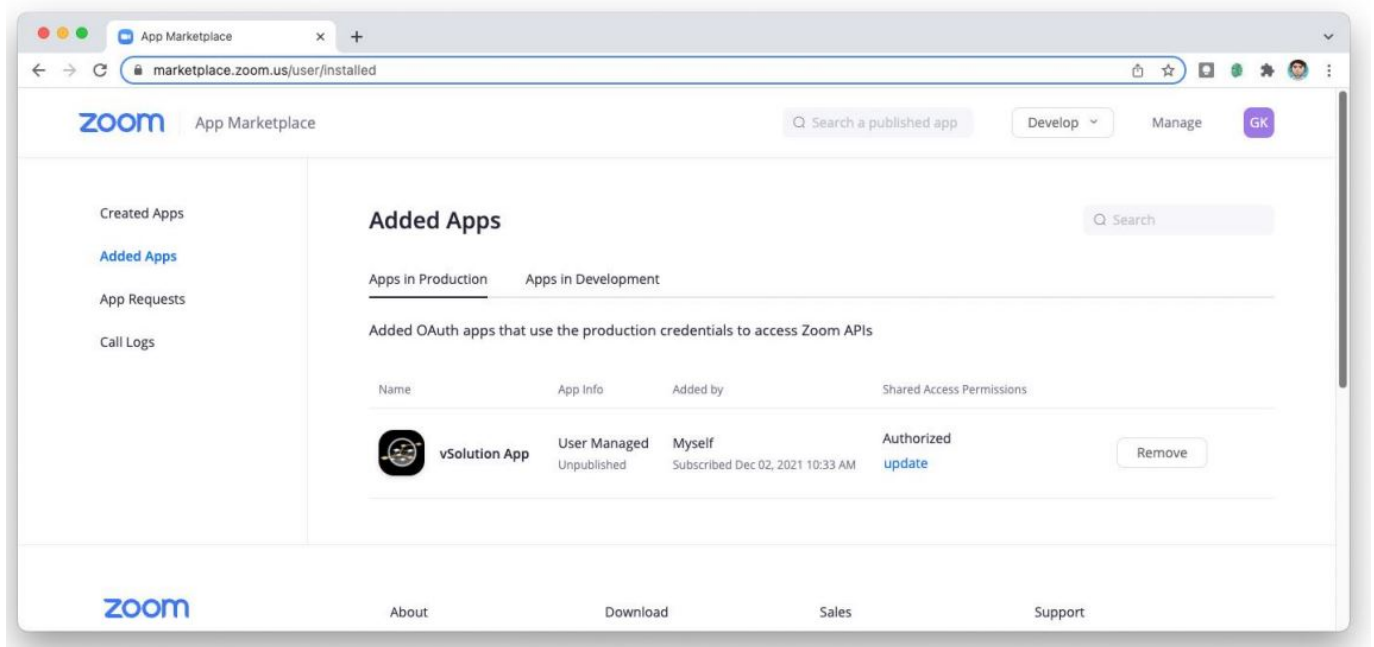 App Marketplace
marketplace.zoom.us/user/installed
zoom App Marketplace Search a published app Develop Manage GK
Created Apps
Added Apps
App Requests
Call Logs
Added Apps Search
Apps in Production Apps in Development
Added OAuth apps that use the production credentials to access Zoom APIs
Name App Info Added by Shared Access Permissions
vSolution App User Managed Myself Authorized Remove
Unpublished Subscribed Dec 02, 2021 10:33 AM update
zoom About Download Sales Support